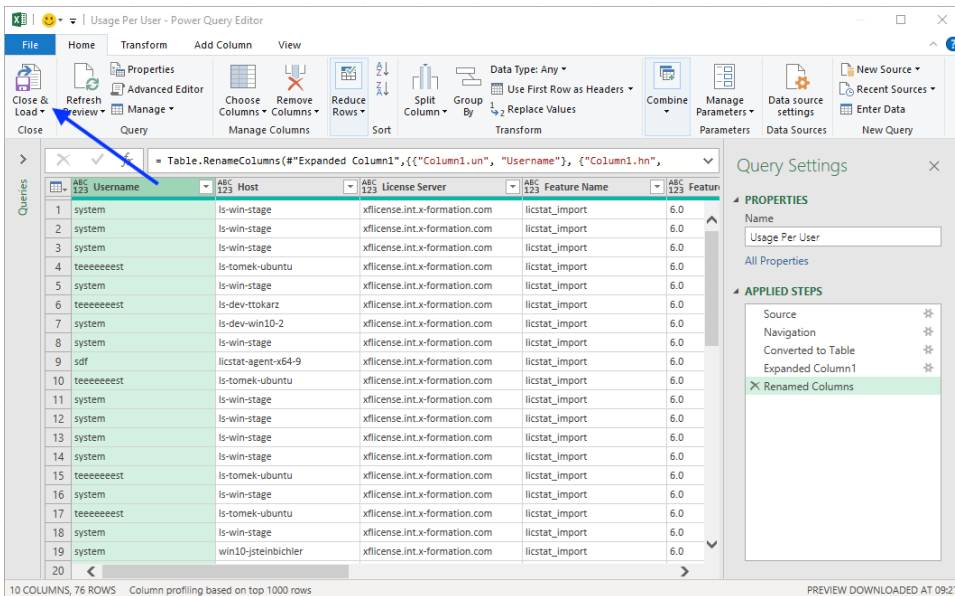 Usage Per User - Power Query Editor
File Home Transform Add Column View
Close & Load
Refresh Preview
Properties
Advanced Editor
Manage
Choose Columns
Remove Columns
Reduce Rows
Split Column
Group By
Data Type: Any
Use First Row as Headers
Replace Values
Combine
Manage Parameters
Data source settings
New Source
Recent Sources
Enter Data
Close Query Manage Columns Sort Transform Parameters Data Sources New Query
= Table.RenameColumns(#"Expanded Column1",{{"Column1.un", "Username"}, {"Column1.hn",
Queries
ABC 123 Username ABC 123 Host ABC 123 License Server ABC 123 Feature Name ABC 123 Featur
1 system ls-win-stage xflicense.int.x-formation.com licstat_import 6.0
2 system ls-win-stage xflicense.int.x-formation.com licstat_import 6.0
3 system ls-win-stage xflicense.int.x-formation.com licstat_import 6.0
4 teeeeeeest ls-tomek-ubuntu xflicense.int.x-formation.com licstat_import 6.0
5 system ls-win-stage xflicense.int.x-formation.com licstat_import 6.0
6 teeeeeeest ls-dev-ttokarz xflicense.int.x-formation.com licstat_import 6.0
7 system ls-dev-win10-2 xflicense.int.x-formation.com licstat_import 6.0
8 system ls-win-stage xflicense.int.x-formation.com licstat_import 6.0
9 sdf licstat-agent-x64-9 xflicense.int.x-formation.com licstat_import 6.0
10 teeeeeeest ls-tomek-ubuntu xflicense.int.x-formation.com licstat_import 6.0
11 system ls-win-stage xflicense.int.x-formation.com licstat_import 6.0
12 system ls-win-stage xflicense.int.x-formation.com licstat_import 6.0
13 system ls-win-stage xflicense.int.x-formation.com licstat_import 6.0
14 system ls-win-stage xflicense.int.x-formation.com licstat_import 6.0
15 teeeeeeest ls-tomek-ubuntu xflicense.int.x-formation.com licstat_import 6.0
16 system ls-win-stage xflicense.int.x-formation.com licstat_import 6.0
17 teeeeeeest ls-tomek-ubuntu xflicense.int.x-formation.com licstat_import 6.0
18 system ls-win-stage xflicense.int.x-formation.com licstat_import 6.0
19 system win10-jsteinbichler xflicense.int.x-formation.com licstat_import 6.0
20
Query Settings
PROPERTIES
Name
Usage Per User
All Properties
APPLIED STEPS
Source
Navigation
Converted to Table
Expanded Column1
Renamed Columns
10 COLUMNS, 76 ROWS Column profiling based on top 1000 rows PREVIEW DOWNLOADED AT 09:27